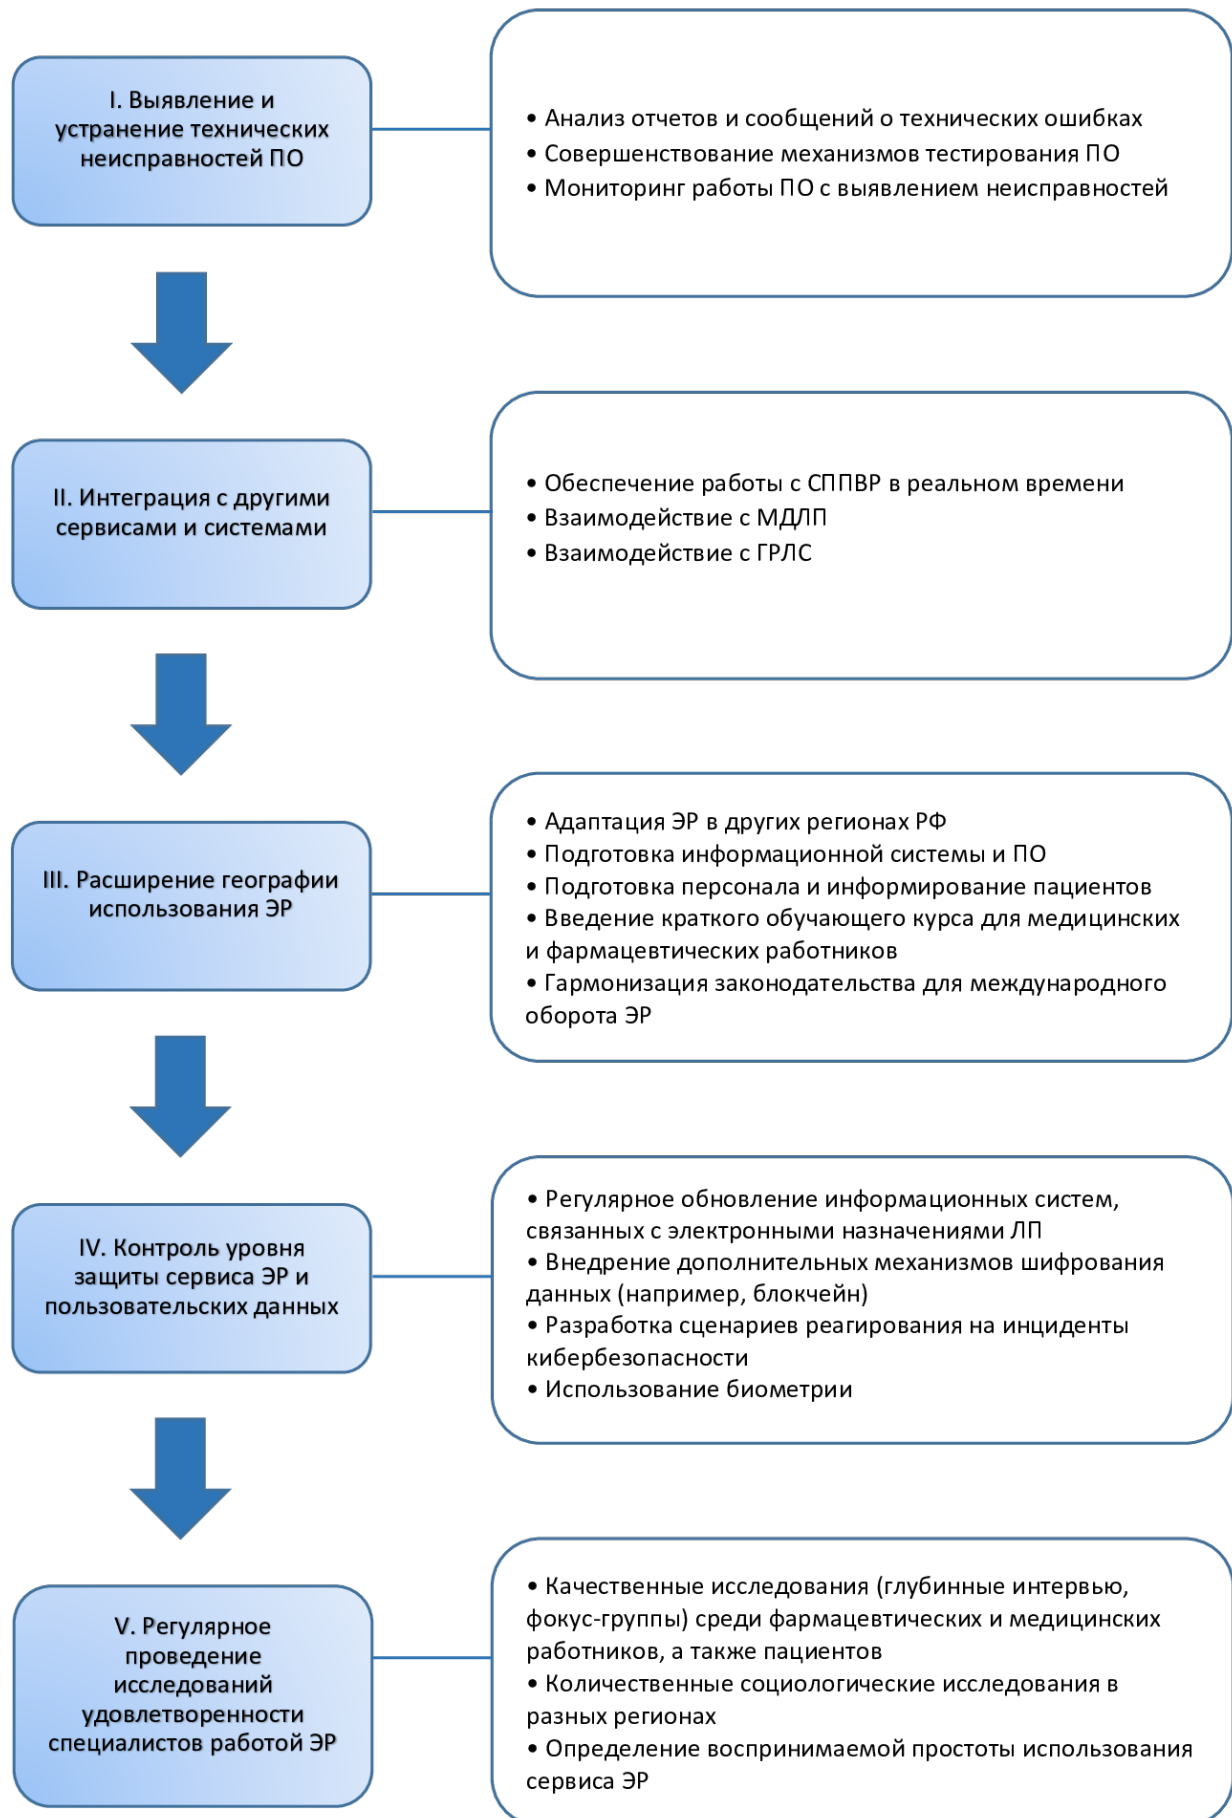 I. Выявление и
устранение технических
неисправностей ПО
• Анализ отчетов и сообщений о технических ошибках
• Совершенствование механизмов тестирования ПО
• Мониторинг работы ПО с выявлением неисправностей
II. Интеграция с другими
сервисами и системами
• Обеспечение работы с СППВР в реальном времени
• Взаимодействие с МДЛП
• Взаимодействие с ГРЛС
III. Расширение географии
использования ЭР
• Адаптация ЭР в других регионах РФ
• Подготовка информационной системы и ПО
• Подготовка персонала и информирование пациентов
• Введение краткого обучающего курса для медицинских
и фармацевтических работников
• Гармонизация законодательства для международного
оборота ЭР
IV. Контроль уровня
защиты сервиса ЭР и
пользовательских данных
• Регулярное обновление информационных систем,
связанных с электронными назначениями ЛП
• Внедрение дополнительных механизмов шифрования
данных (например, блокчейн)
• Разработка сценариев реагирования на инциденты
кибербезопасности
• Использование биометрии
V. Регулярное
проведение
исследований
удовлетворенности
специалистов работой ЭР
• Качественные исследования (глубинные интервью,
фокус-группы) среди фармацевтических и медицинских
работников, а также пациентов
• Количественные социологические исследования в
разных регионах
• Определение воспринимаемой простоты использования
сервиса ЭР